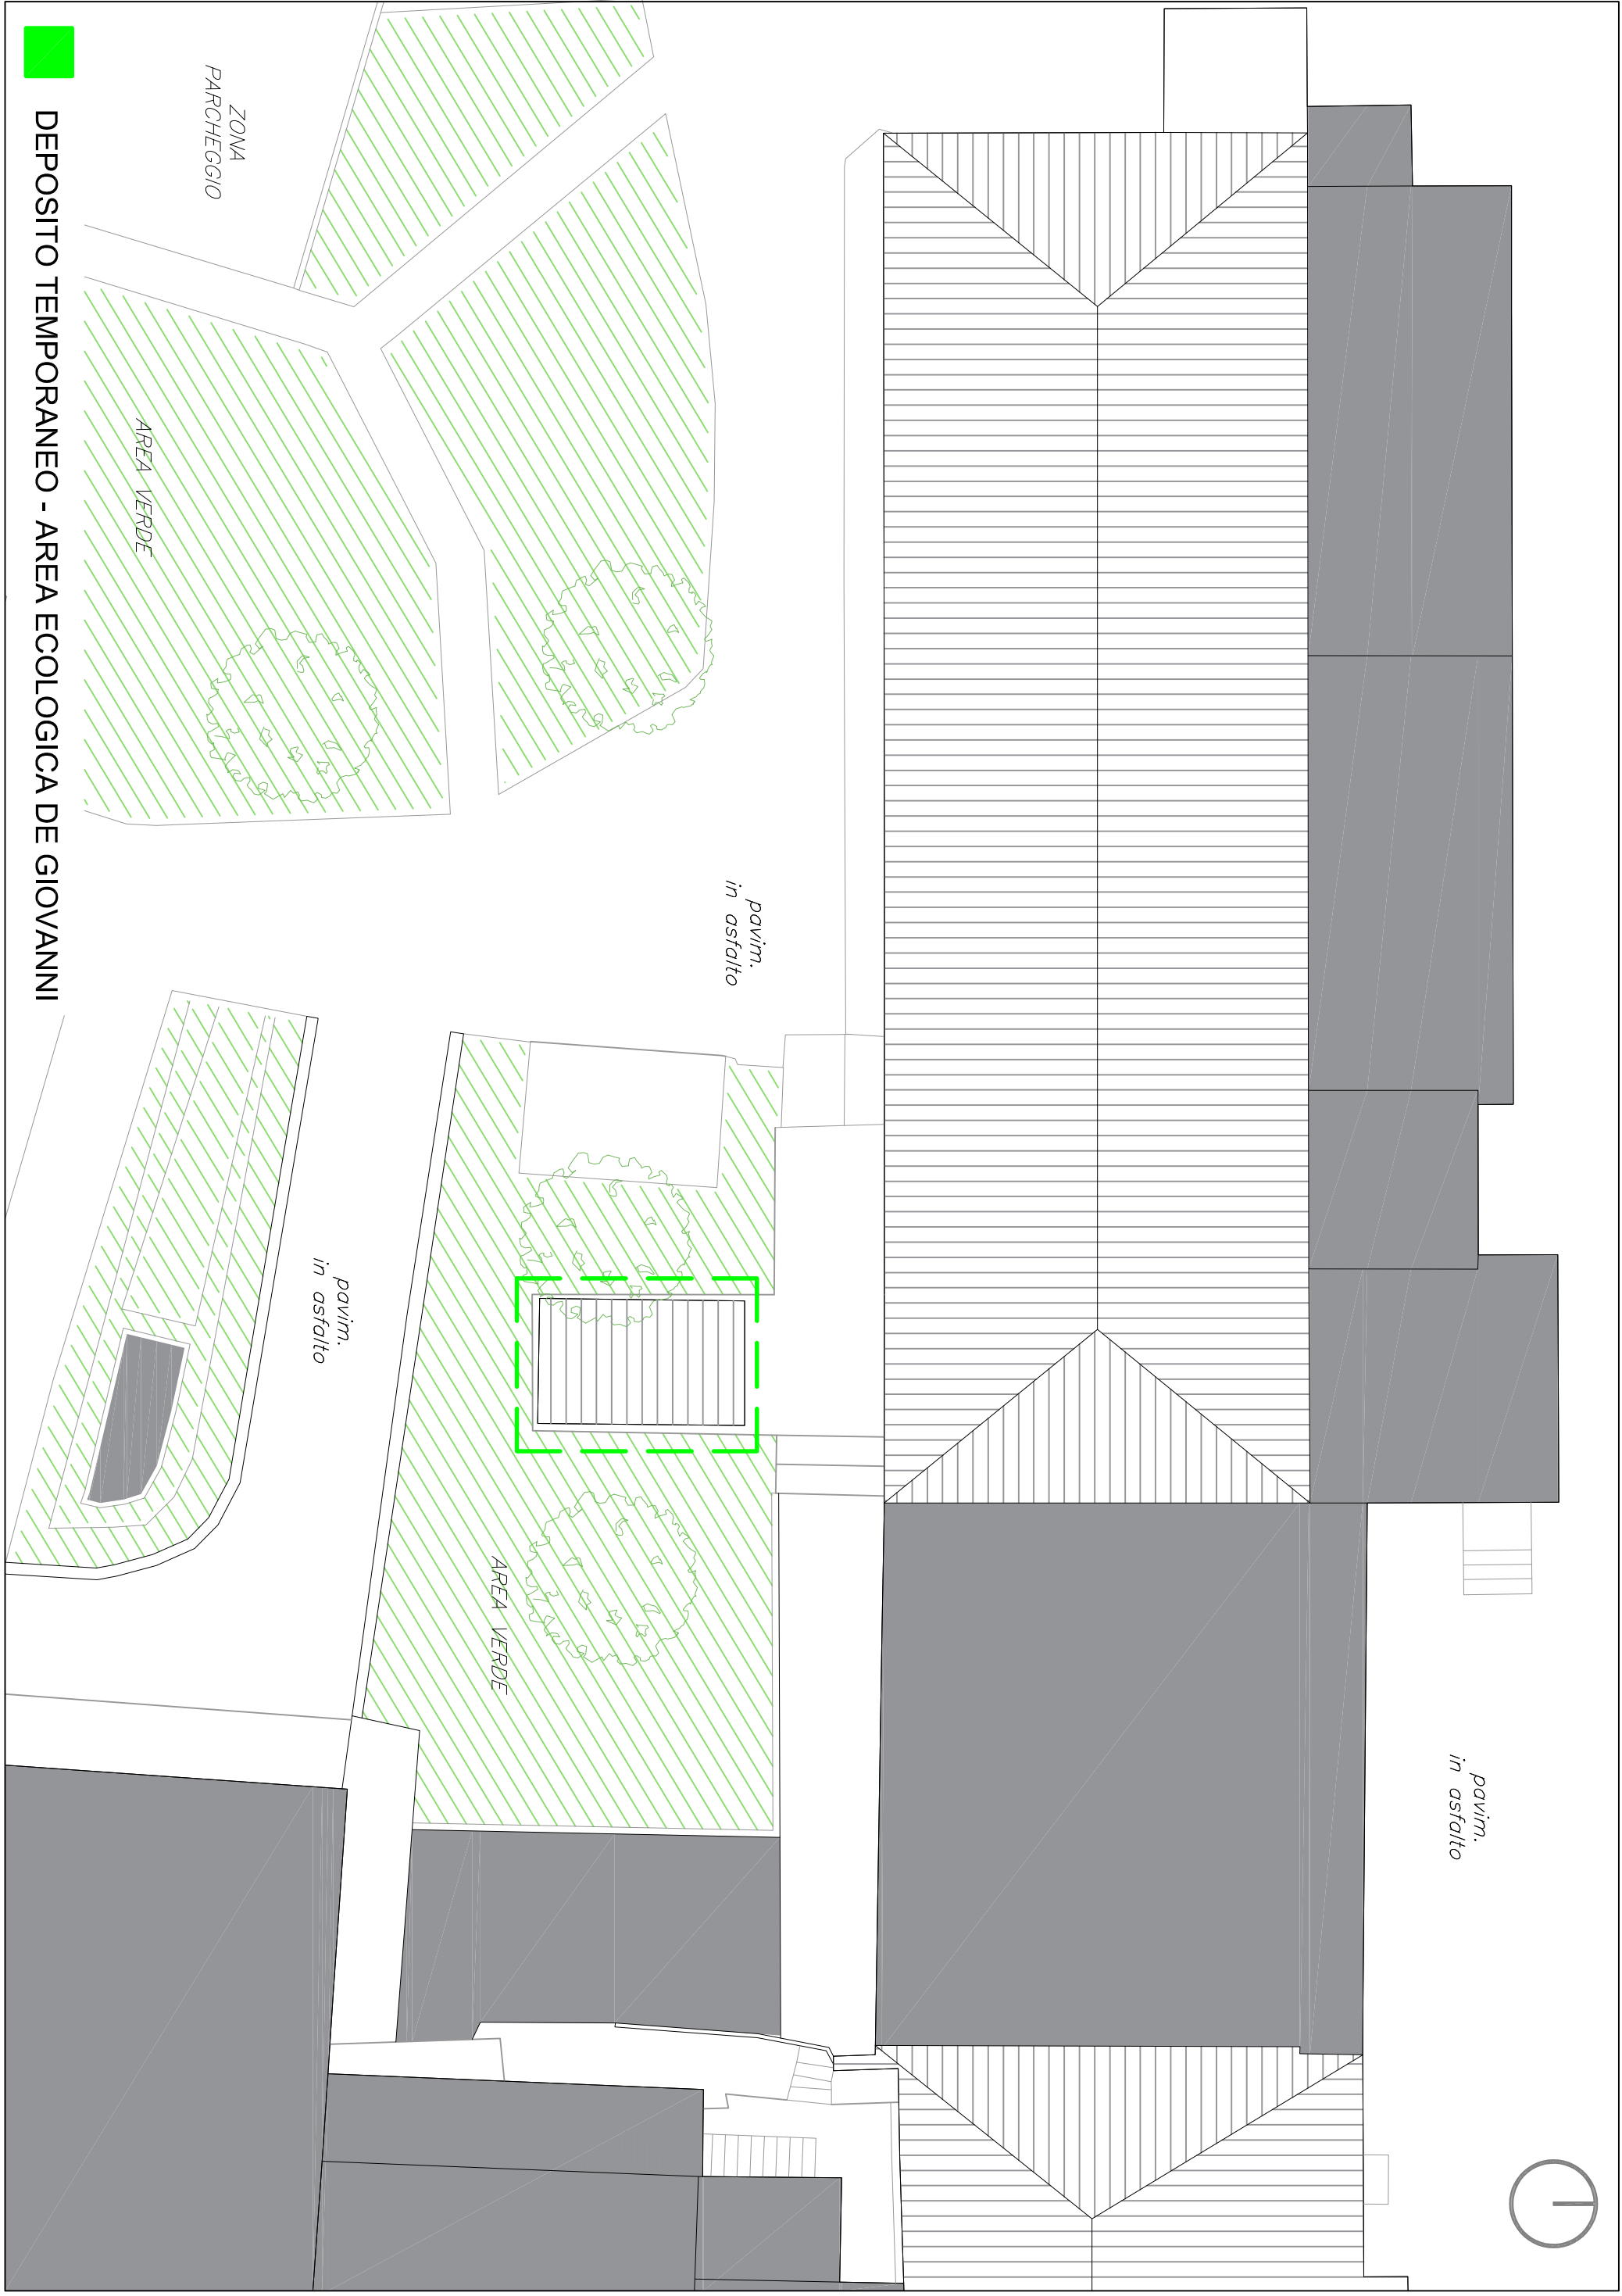 pavim.
in asfalto
pavim.
in asfalto
AREA VERDE
pavim.
in asfalto
ZONA
PARCHEGGIO
AREA VERDE
DEPOSITO TEMPORANEO - AREA ECOLOGICA DE GIOVANNI